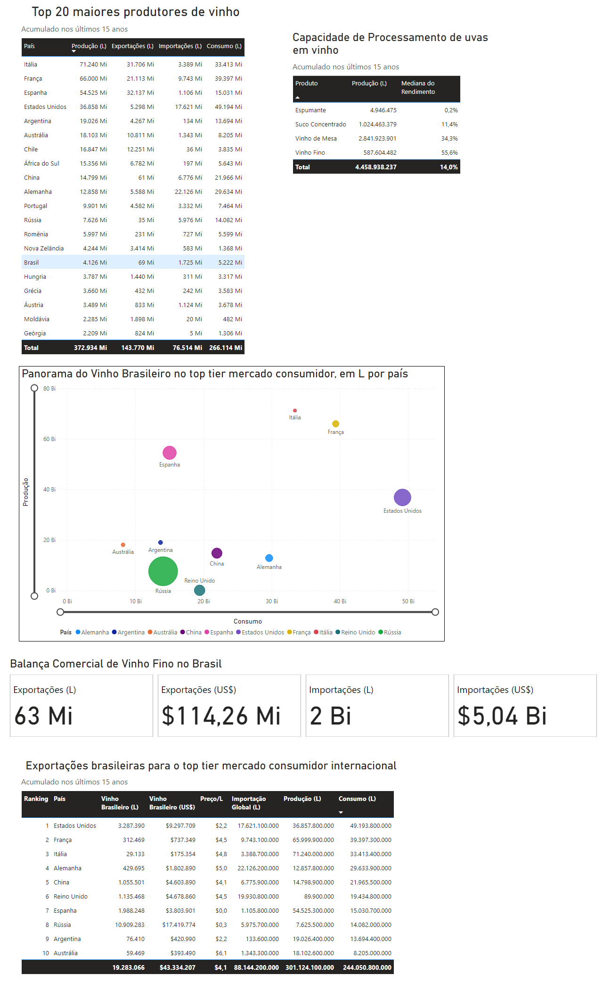 Top 20 maiores produtores de vinho
Acumulado nos últimos 15 anos
País Produção (L) Exportações (L) Importações (L) Consumo (L)
Itália 71.240 Mi 31.706 Mi 3.389 Mi 33.413 Mi
França 66.000 Mi 21.113 Mi 9.743 Mi 39.397 Mi
Espanha 54.525 Mi 32.137 Mi 1.106 Mi 15.031 Mi
Estados Unidos 36.858 Mi 5.298 Mi 17.621 Mi 49.194 Mi
Argentina 19.026 Mi 4.267 Mi 134 Mi 13.694 Mi
Austrália 18.103 Mi 10.811 Mi 1.343 Mi 8.205 Mi
Chile 16.847 Mi 12.251 Mi 36 Mi 3.835 Mi
África do Sul 15.356 Mi 6.782 Mi 197 Mi 5.643 Mi
China 14.799 Mi 61 Mi 6.776 Mi 21.966 Mi
Alemanha 12.858 Mi 5.588 Mi 22.126 Mi 29.634 Mi
Portugal 9.901 Mi 4.582 Mi 3.332 Mi 7.464 Mi
Rússia 7.626 Mi 35 Mi 5.976 Mi 14.082 Mi
Romênia 5.997 Mi 231 Mi 727 Mi 5.599 Mi
Nova Zelândia 4.244 Mi 3.414 Mi 583 Mi 1.368 Mi
Brasil 4.126 Mi 69 Mi 1.725 Mi 5.222 Mi
Hungria 3.787 Mi 1.440 Mi 311 Mi 3.317 Mi
Grécia 3.660 Mi 432 Mi 242 Mi 3.583 Mi
Áustria 3.489 Mi 833 Mi 1.124 Mi 3.678 Mi
Moldávia 2.285 Mi 1.898 Mi 20 Mi 482 Mi
Geórgia 2.209 Mi 824 Mi 5 Mi 1.306 Mi
Total 372.934 Mi 143.770 Mi 76.514 Mi 266.114 Mi
Capacidade de Processamento de uvas
em vinho
Acumulado nos últimos 15 anos
Produto Produção (L) Mediana do
Rendimento
Espumante 4.946.475 0,2%
Suco Concentrado 1.024.463.379 11,4%
Vinho de Mesa 2.841.923.901 34,3%
Vinho Fino 587.604.482 55,6%
Total 4.458.938.237 14,0%
Panorama do Vinho Brasileiro no top tier mercado consumidor, em L por país
80 Bi
Itália
França
60 Bi
Espanha
Produção
40 Bi
Estados Unidos
20 Bi
Austrália
Argentina
China
Alemanha
Reino Unido
Rússia
0 Bi
0 Bi 10 Bi 20 Bi 30 Bi 40 Bi 50 Bi
Consumo
País Alemanha Argentina Austrália China Espanha Estados Unidos França Itália Reino Unido Rússia
Balança Comercial de Vinho Fino no Brasil
Exportações (L)
63 Mi
Exportações (US$)
$114,26 Mi
Importações (L)
2 Bi
Importações (US$)
$5,04 Bi
Exportações brasileiras para o top tier mercado consumidor internacional
Acumulado nos últimos 15 anos
Ranking País Vinho Vinho Preço/L Importação Produção (L) Consumo (L)
Brasileiro (L) Brasileiro (US$) Global (L)
1 Estados Unidos 3.287.390 $9.297.709 $2,2 17.621.100.000 36.857.800.000 49.193.800.000
2 França 312.469 $737.349 $4,5 9.743.100.000 65.999.900.000 39.397.300.000
3 Itália 29.133 $175.354 $4,8 3.388.700.000 71.240.000.000 33.413.400.000
4 Alemanha 429.695 $1.802.890 $5,0 22.126.200.000 12.857.800.000 29.633.900.000
5 China 1.055.501 $4.603.890 $4,1 6.775.900.000 14.798.900.000 21.965.500.000
6 Reino Unido 1.135.468 $4.678.860 $4,5 19.930.800.000 89.900.000 19.434.800.000
7 Espanha 1.988.248 $3.803.901 $0,0 1.105.800.000 54.525.300.000 15.030.700.000
8 Rússia 10.909.283 $17.419.774 $0,3 5.975.700.000 7.625.500.000 14.082.000.000
9 Argentina 76.410 $420.990 $2,2 133.600.000 19.026.400.000 13.694.400.000
10 Austrália 59.469 $393.490 $6,1 1.343.300.000 18.102.600.000 8.205.000.000
19.283.066 $43.334.207 $4,1 88.144.200.000 301.124.100.000 244.050.800.000